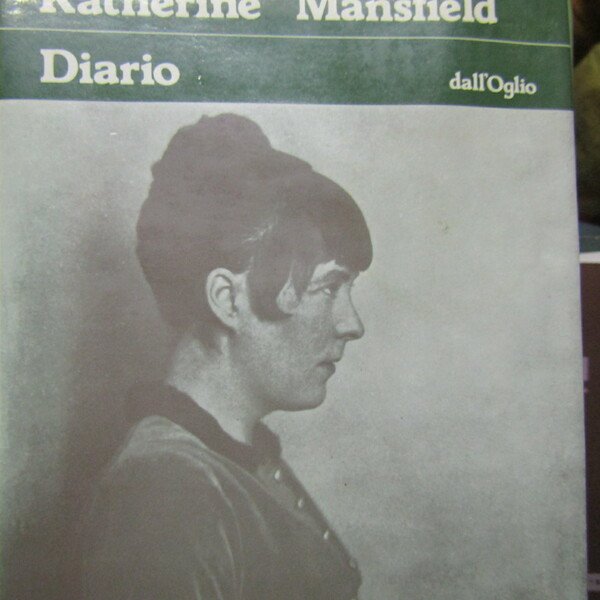 Katherine Mansfield
Diario
dall'Oglio